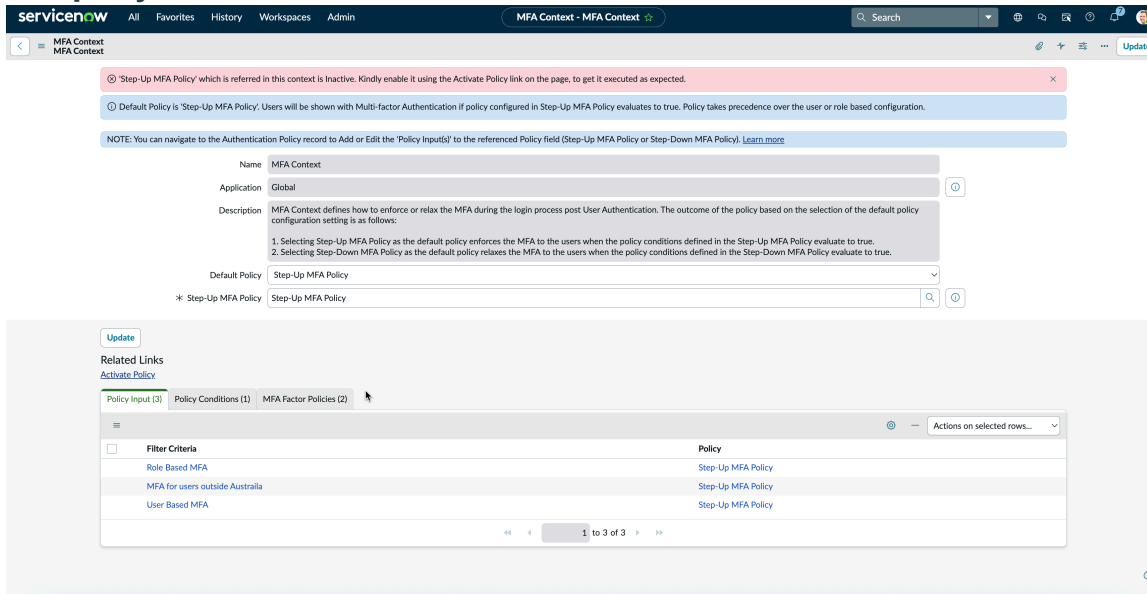 servicenow All Favorites History Workspaces Admin MFA Context - MFA Context Search 7
MFA Context
MFA Context
Update
'Step-Up MFA Policy' which is referred in this context is Inactive. Kindly enable it using the Activate Policy link on the page, to get it executed as expected.
Default Policy is 'Step-Up MFA Policy'. Users will be shown with Multi-factor Authentication if policy configured in Step-Up MFA Policy evaluates to true. Policy takes precedence over the user or role based configuration.
NOTE: You can navigate to the Authentication Policy record to Add or Edit the 'Policy Input(s)' to the referenced Policy field (Step-Up MFA Policy or Step-Down MFA Policy). Learn more
Name MFA Context
Application Global
Description MFA Context defines how to enforce or relax the MFA during the login process post User Authentication. The outcome of the policy based on the selection of the default policy
configuration setting is as follows:
1. Selecting Step-Up MFA Policy as the default policy enforces the MFA to the users when the policy conditions defined in the Step-Up MFA Policy evaluate to true.
2. Selecting Step-Down MFA Policy as the default policy relaxes the MFA to the users when the policy conditions defined in the Step-Down MFA Policy evaluate to true.
Default Policy Step-Up MFA Policy
Step-Up MFA Policy Step-Up MFA Policy
Update
Related Links
Activate Policy
Policy Input (3) Policy Conditions (1) MFA Factor Policies (2)
Actions on selected rows...
Filter Criteria Policy
Role Based MFA Step-Up MFA Policy
MFA for users outside Austraila Step-Up MFA Policy
User Based MFA Step-Up MFA Policy
1 to 3 of 3